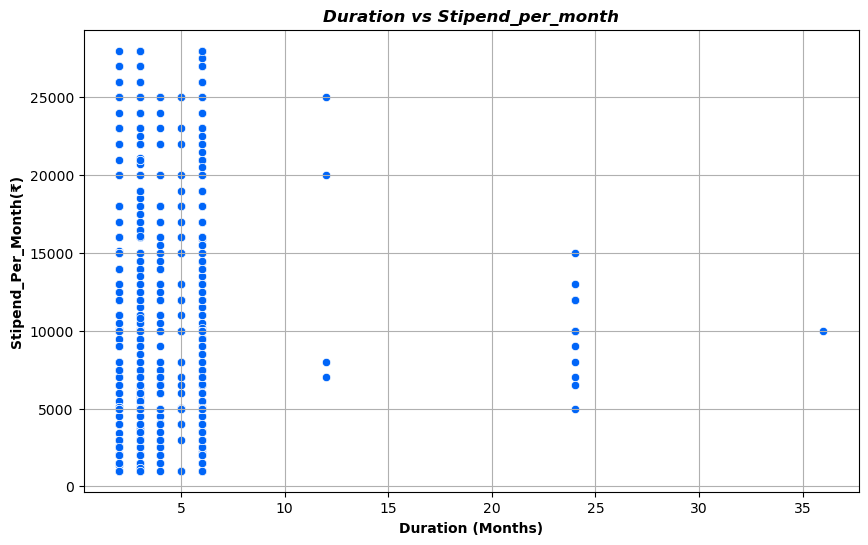 Duration vs Stipend_per_month
Stipend_Per_Month(₹)
25000
20000
15000
10000
5000
0
5 10 15 20 25 30 35
Duration (Months)